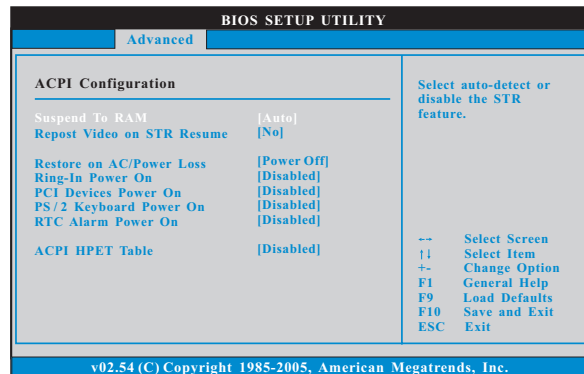 BIOS SETUP UTILITY
Advanced
ACPI Configuration
Suspend To RAM [Auto]
Repost Video on STR Resume [No]
Restore on AC/Power Loss [Power Off]
Ring-In Power On [Disabled]
PCI Devices Power On [Disabled]
PS/2 Keyboard Power On [Disabled]
RTC Alarm Power On [Disabled]
ACPI HPET Table [Disabled]
Select auto-detect or
disable the STR
feature.
←→ Select Screen
↑↓ Select Item
+- Change Option
F1 General Help
F9 Load Defaults
F10 Save and Exit
ESC Exit
v02.54 (C) Copyright 1985-2005, American Megatrends, Inc.